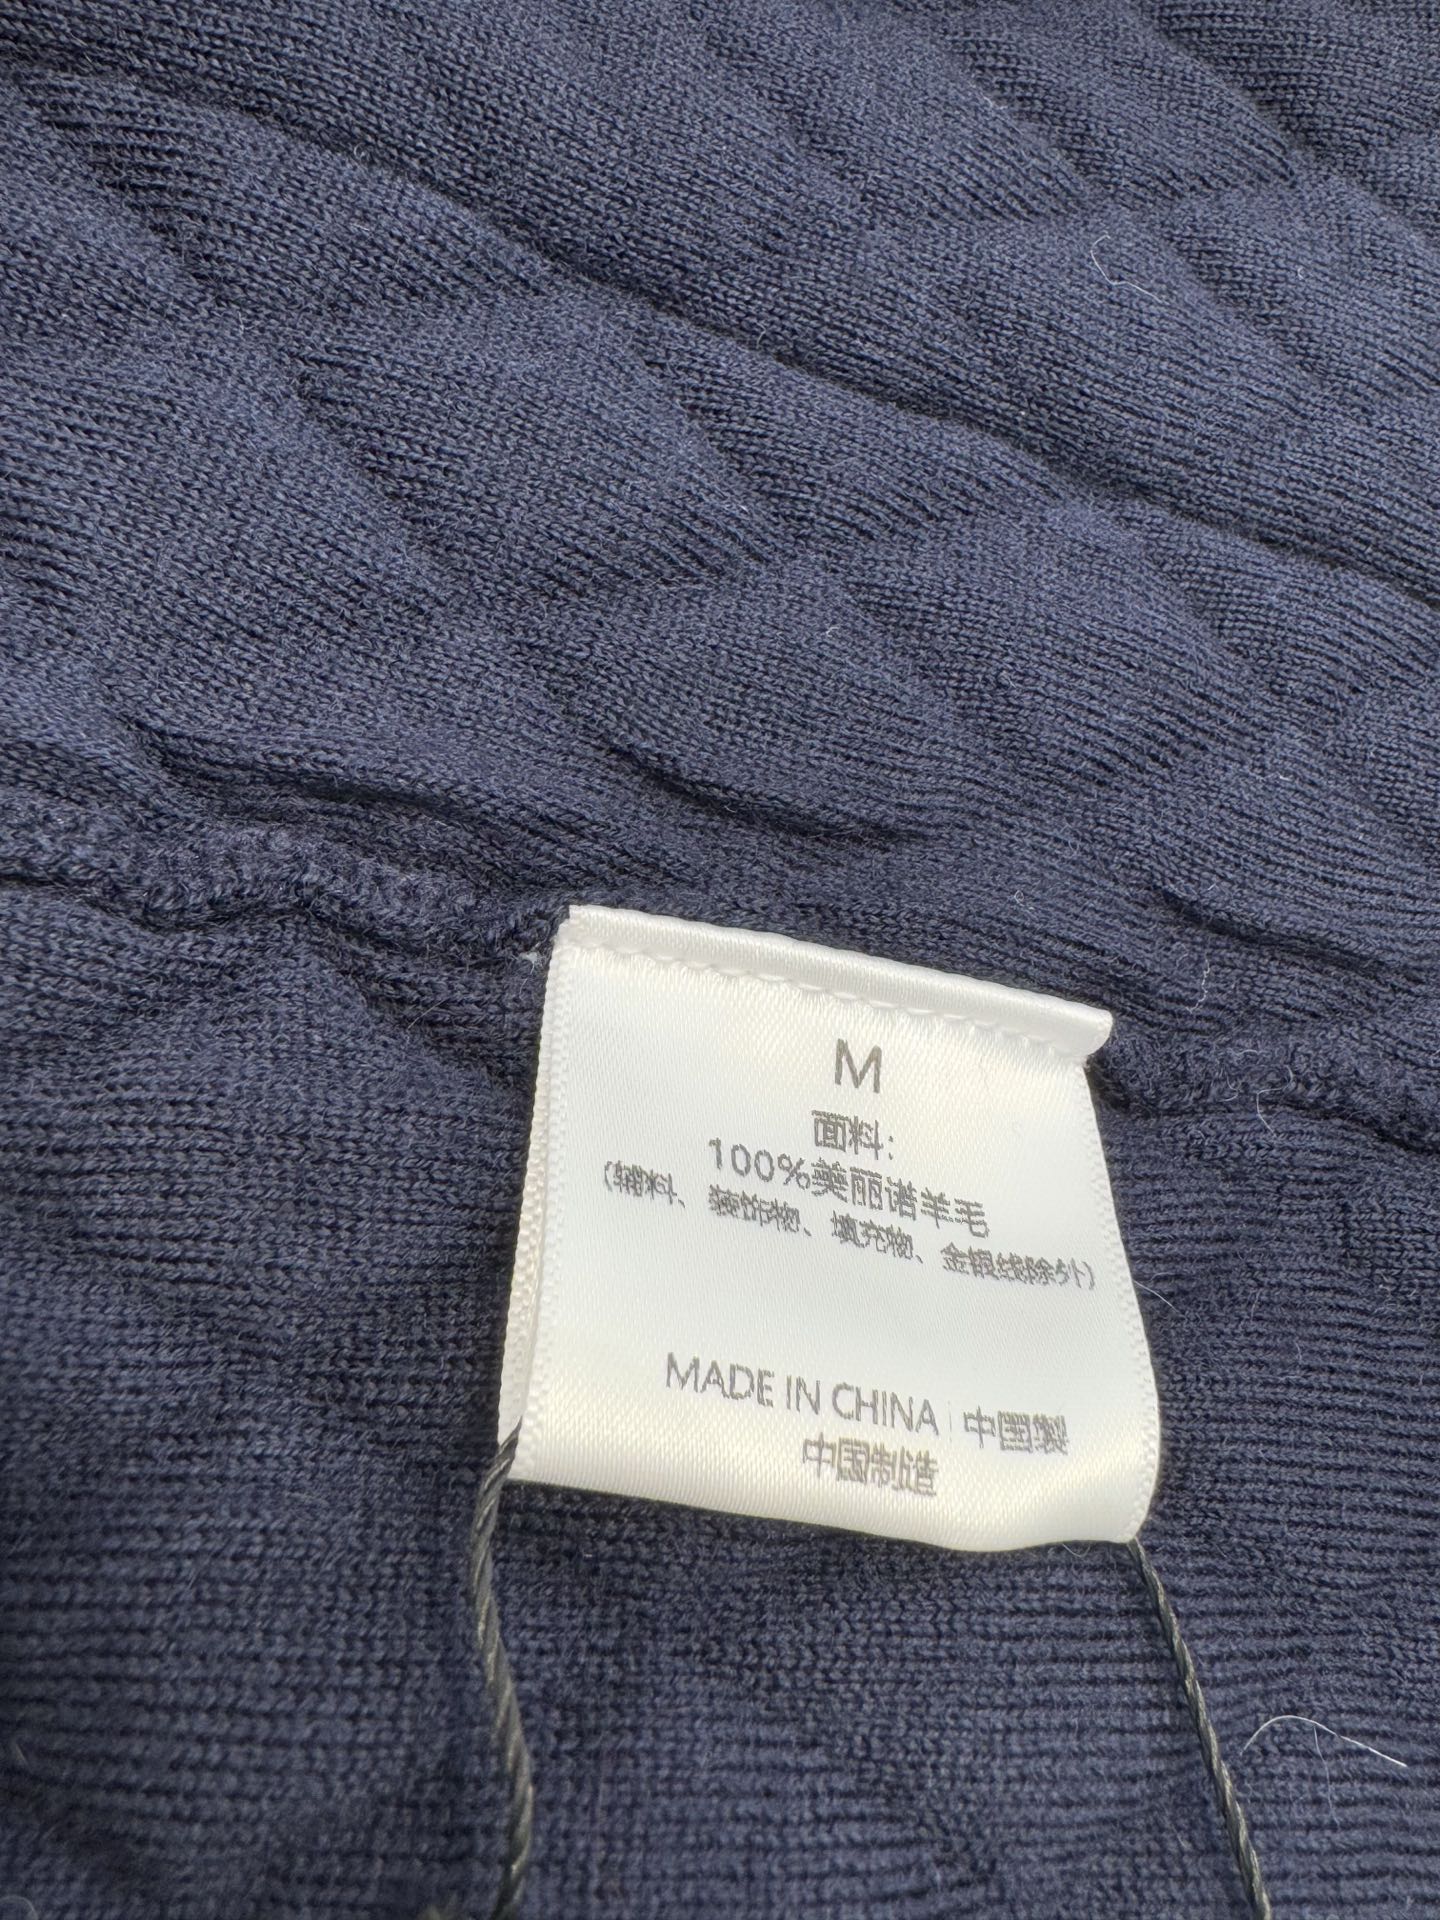 M
面料:
100%美丽诺羊毛
(辅料、装饰物、填充物、金银线除外)
MADE IN CHINA | 中国製
中国制造